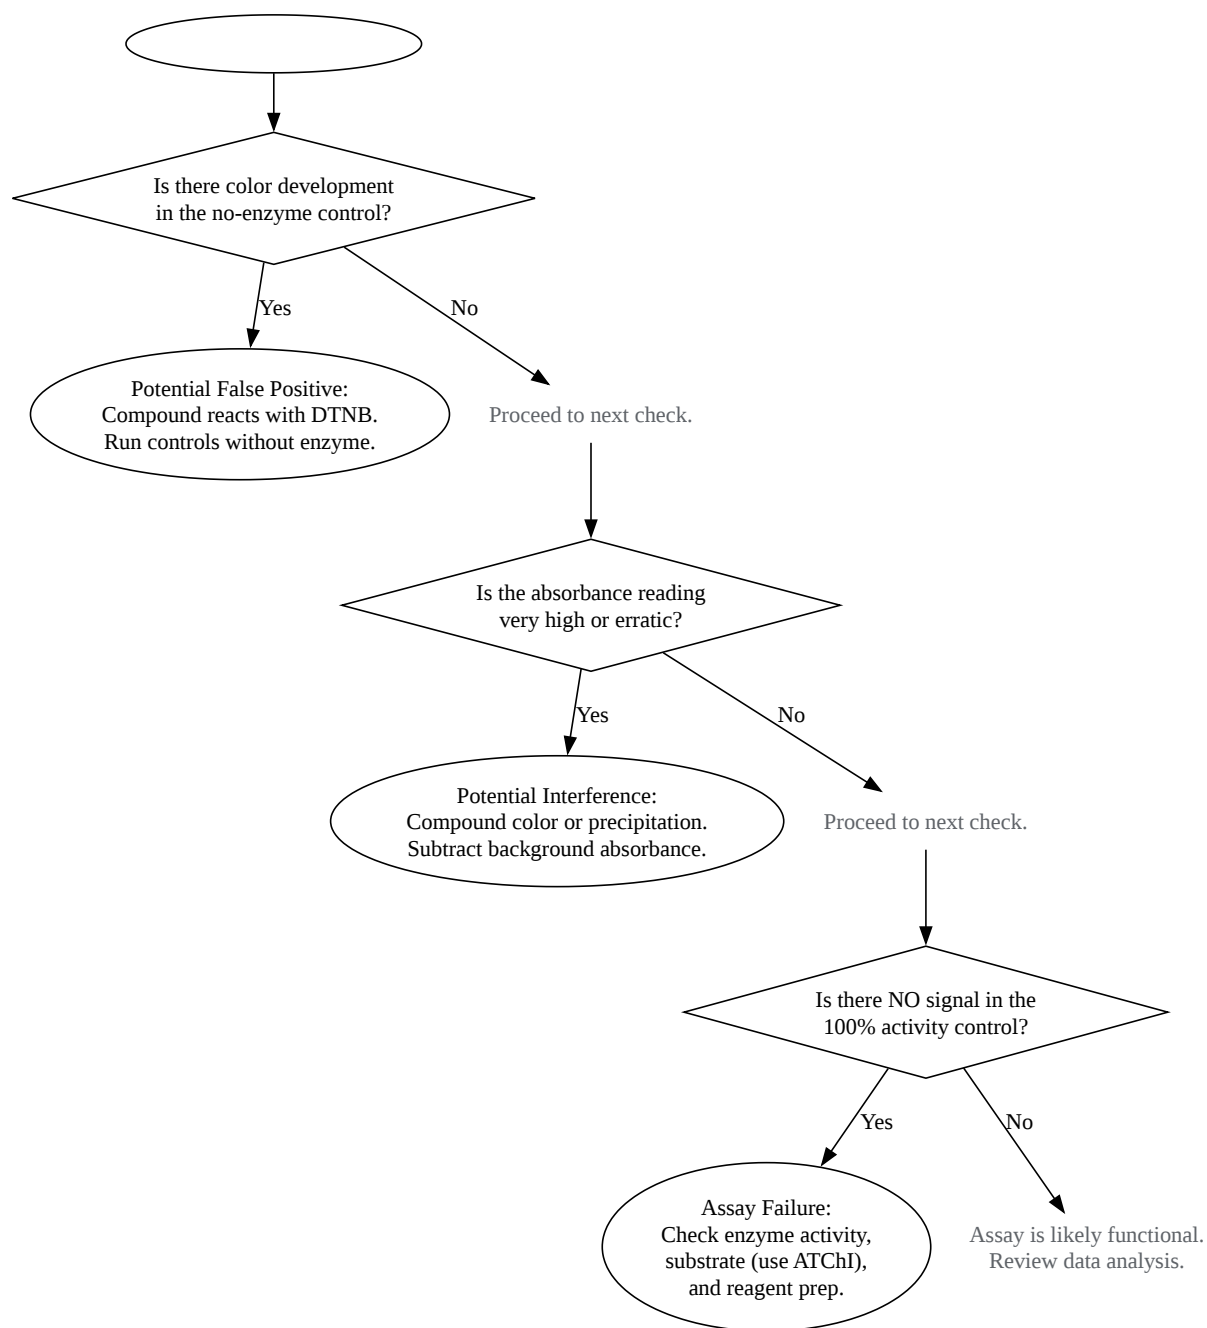 Is there color development
in the no-enzyme control?
Yes
No
Potential False Positive:
Compound reacts with DTNB.
Run controls without enzyme.
Proceed to next check.
Is the absorbance reading
very high or erratic?
Yes
No
Potential Interference:
Compound color or precipitation.
Subtract background absorbance.
Proceed to next check.
Is there NO signal in the
100% activity control?
Yes
No
Assay Failure:
Check enzyme activity,
substrate (use ATChI),
and reagent prep.
Assay is likely functional.
Review data analysis.